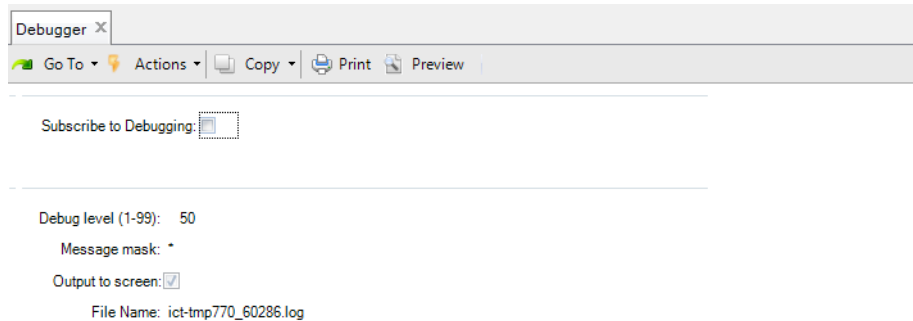 Debugger X
Go To Actions Copy Print Preview
Subscribe to Debugging:
Debug level (1-99): 50
Message mask: *
Output to screen:
File Name: ict-tmp770_60286.log